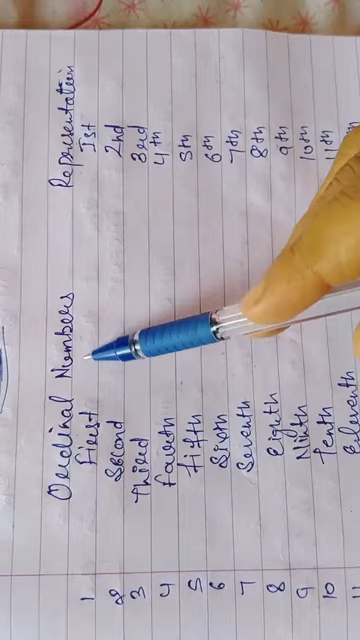 Ordinal Numbers Representation
1 First 1st
2 Second 2nd
3 Third 3rd
4 Fourth 4th
5 Fifth 5th
6 Sixth 6th
7 Seventh 7th
8 Eighth 8th
9 Ninth 9th
10 Tenth 10th
11 Eleventh 11th